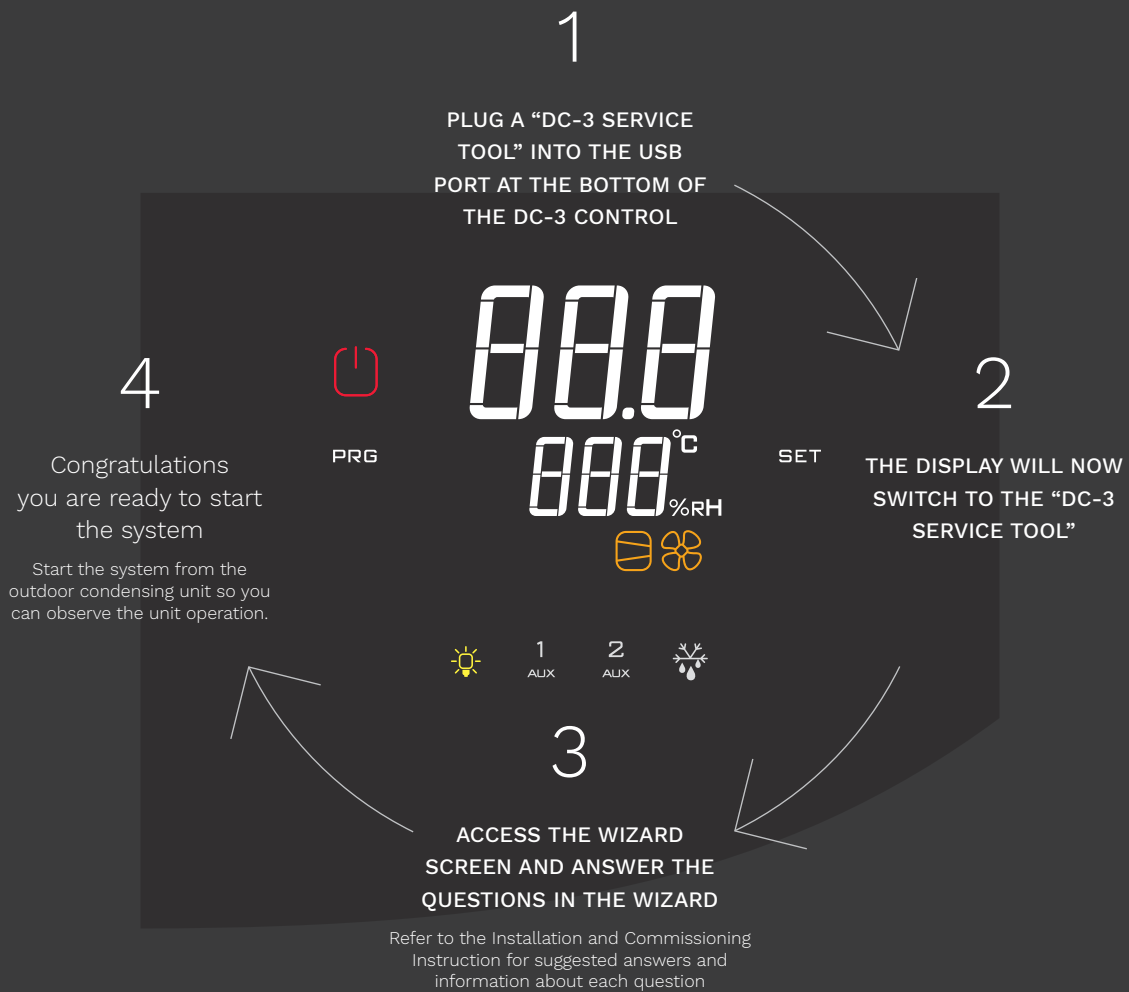 1
PLUG A “DC-3 SERVICE
TOOL” INTO THE USB
PORT AT THE BOTTOM OF
THE DC-3 CONTROL
88.8
888
°C
%RH
PRG
SET
1
AUX
2
AUX
2
THE DISPLAY WILL NOW
SWITCH TO THE “DC-3
SERVICE TOOL”
3
ACCESS THE WIZARD
SCREEN AND ANSWER THE
QUESTIONS IN THE WIZARD
Refer to the Installation and Commissioning
Instruction for suggested answers and
information about each question
4
Congratulations
you are ready to start
the system
Start the system from the
outdoor condensing unit so you
can observe the unit operation.